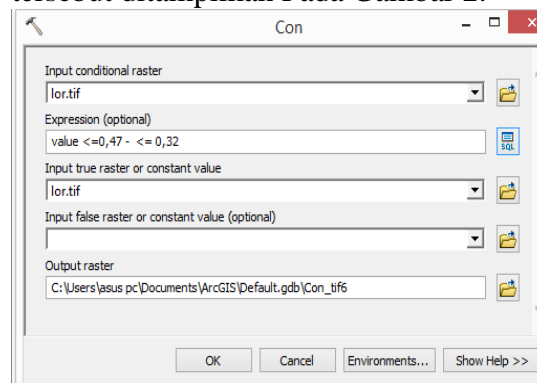 tersebut ditampilkan Pada Gambar 2.
Con
Input conditional raster
lor.tif
Expression (optional)
value <=0,47 - <= 0,32
SQL
Input true raster or constant value
lor.tif
Input false raster or constant value (optional)
Output raster
C:\Users\asus pc\Documents\ArcGIS\Default.gdb\Con_tif6
OK
Cancel
Environments...
Show Help >>